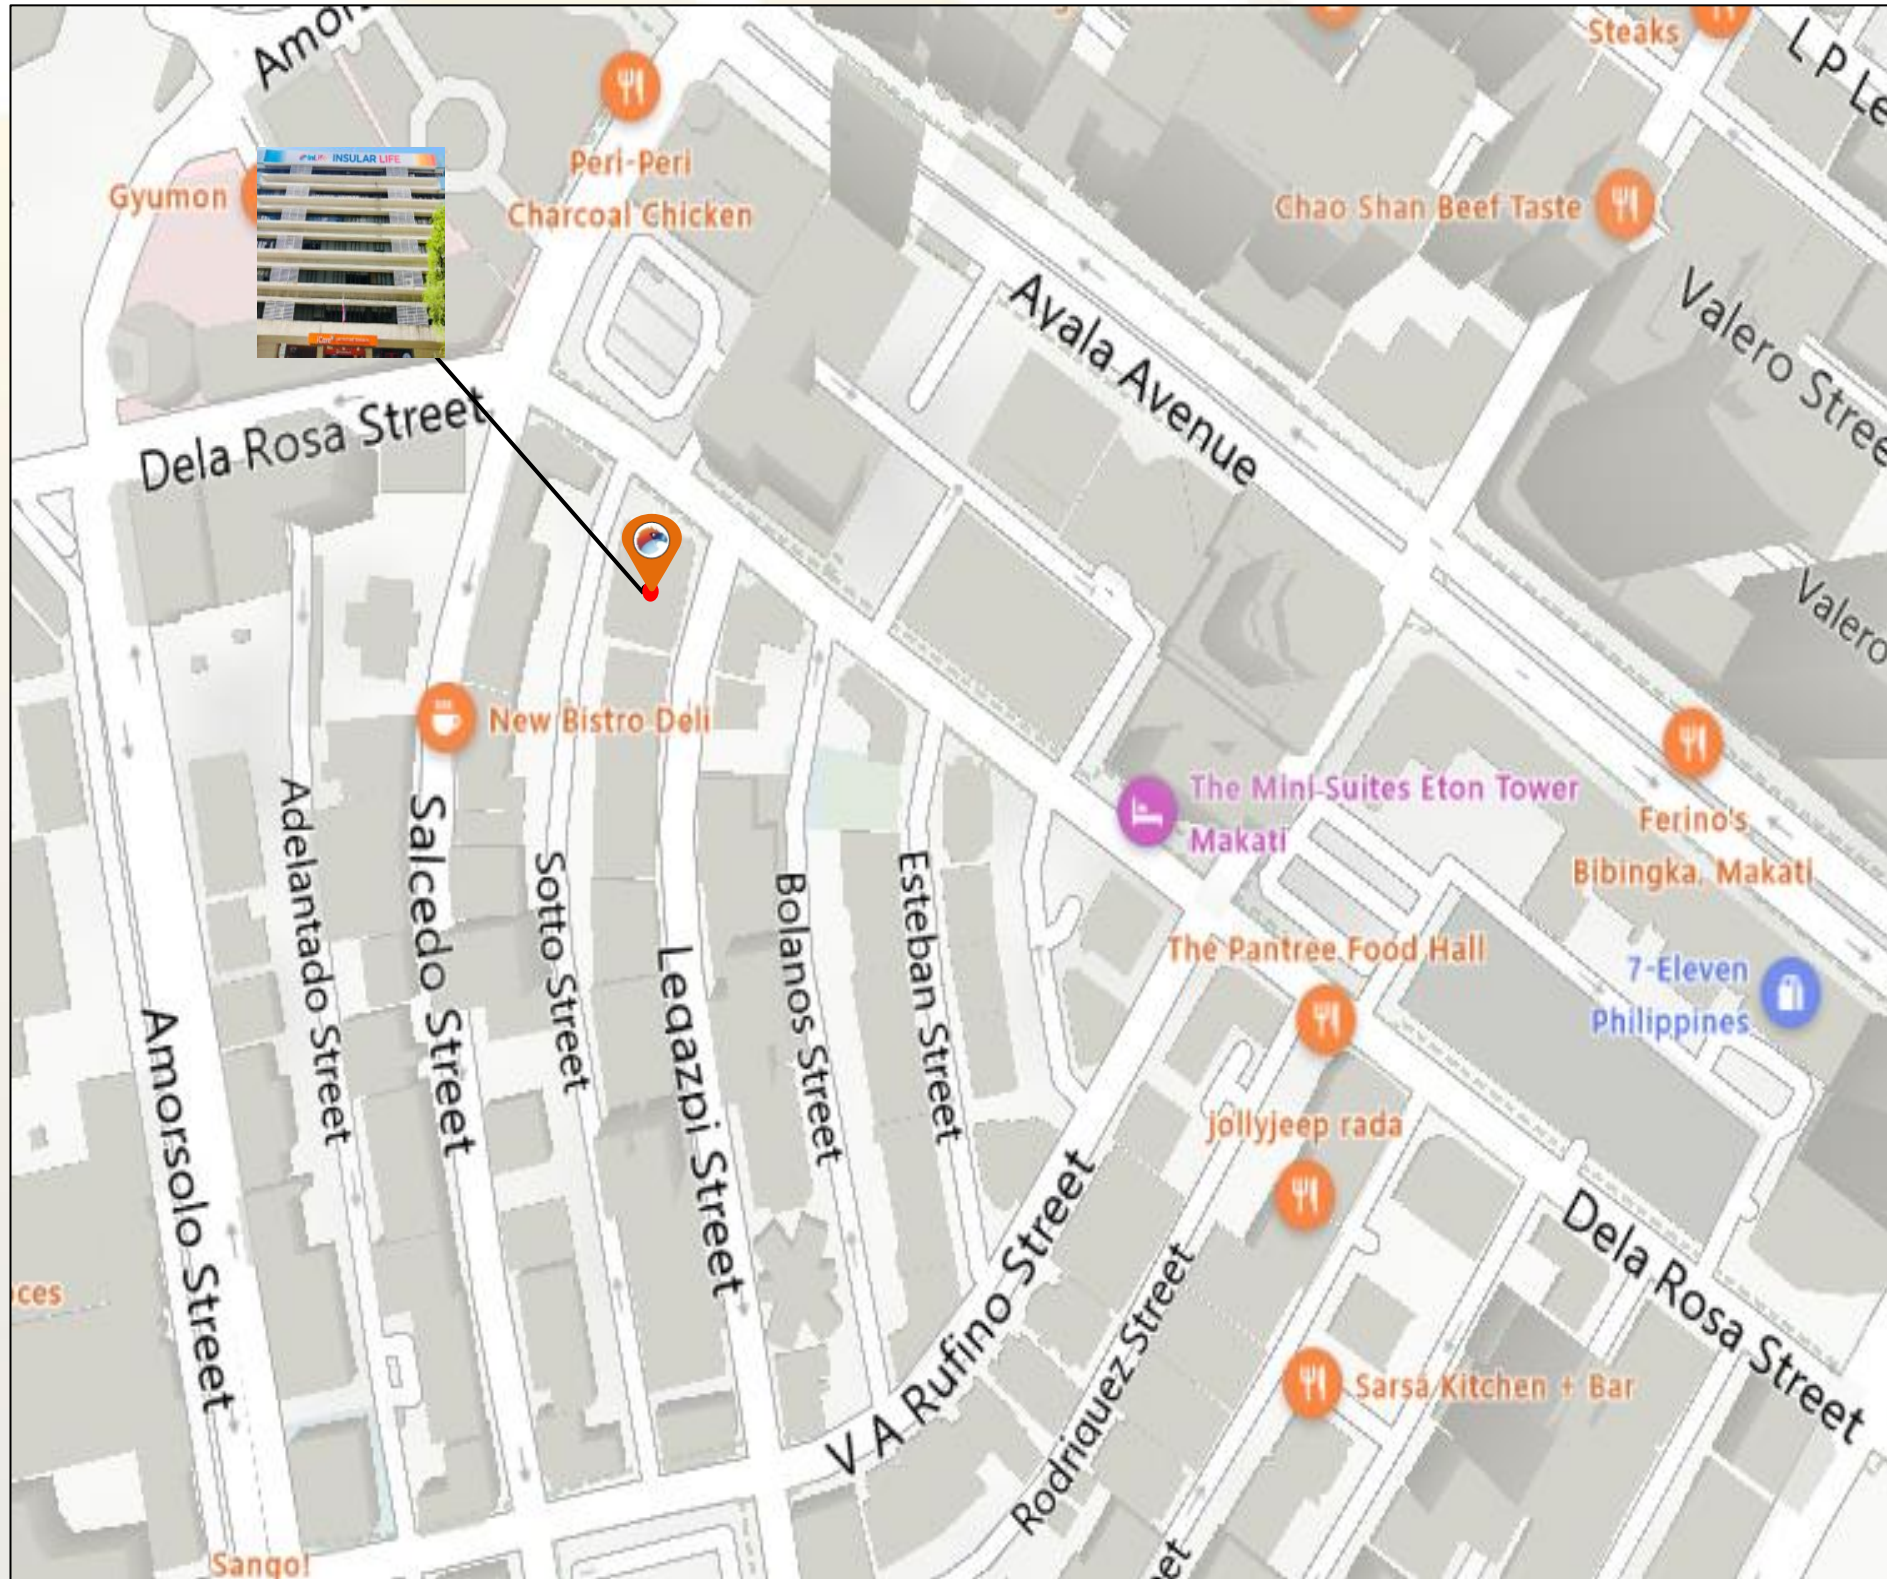 Amor
Steaks
L P Le
Peri-Peri
Charcoal Chicken
INSULAR LIFE
Gyumon
Chao Shan Beef Taste
Valero Stree
Ayala Avenue
Dela Rosa Street
Valero
New Bistro Deli
The Mini-Suites Eton Tower
Makati
Ferino's
Bibingka, Makati
Adelantado Street
Salcedo Street
Sotto Street
Legazpi Street
Bolanos Street
Esteban Street
The Pantree Food Hall
7-Eleven
Philippines
Amorsolo Street
jollyjeep rada
V A Rufino Street
Rodriquez Street
Dela Rosa Street
ces
Sarsa Kitchen + Bar
Sango!
eet